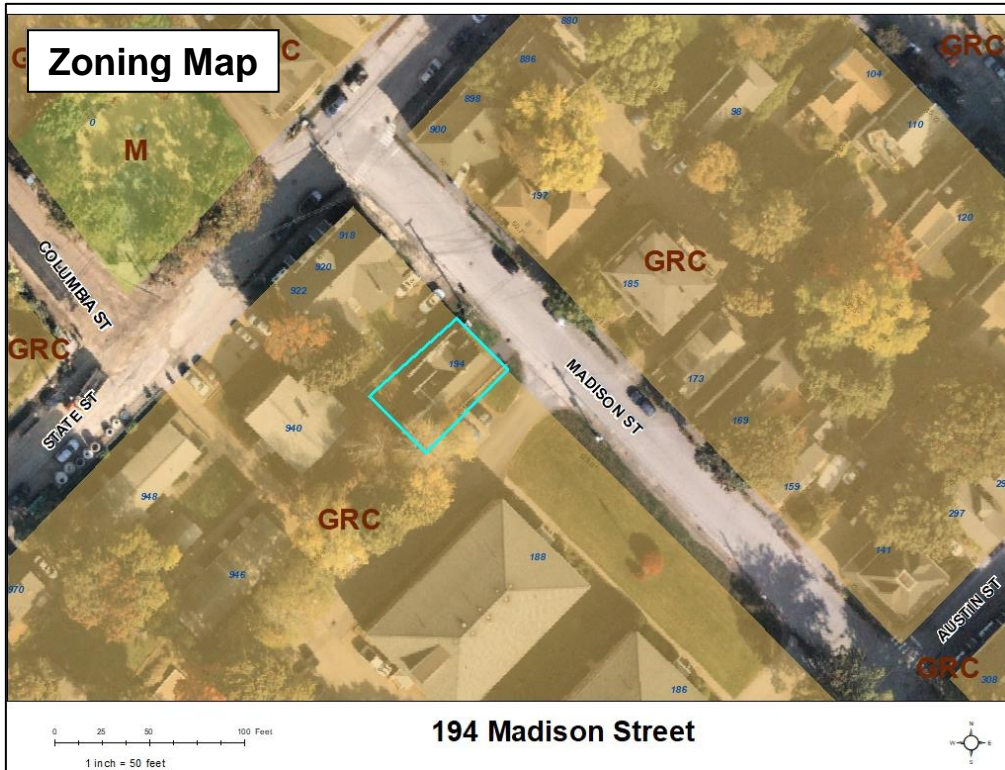 Zoning Map
GRC
M
0
COLUMBIA ST
GRC
STATE ST
880
886
898
900
197
98
104
110
GRC
120
GRC
185
918
920
922
194
MADISON ST
173
169
159
141
297
940
948
GRC
946
970
188
186
AUSTIN ST
GRC
308
0 25 50 100 Feet
1 inch = 50 feet
194 Madison Street
N
W E
S